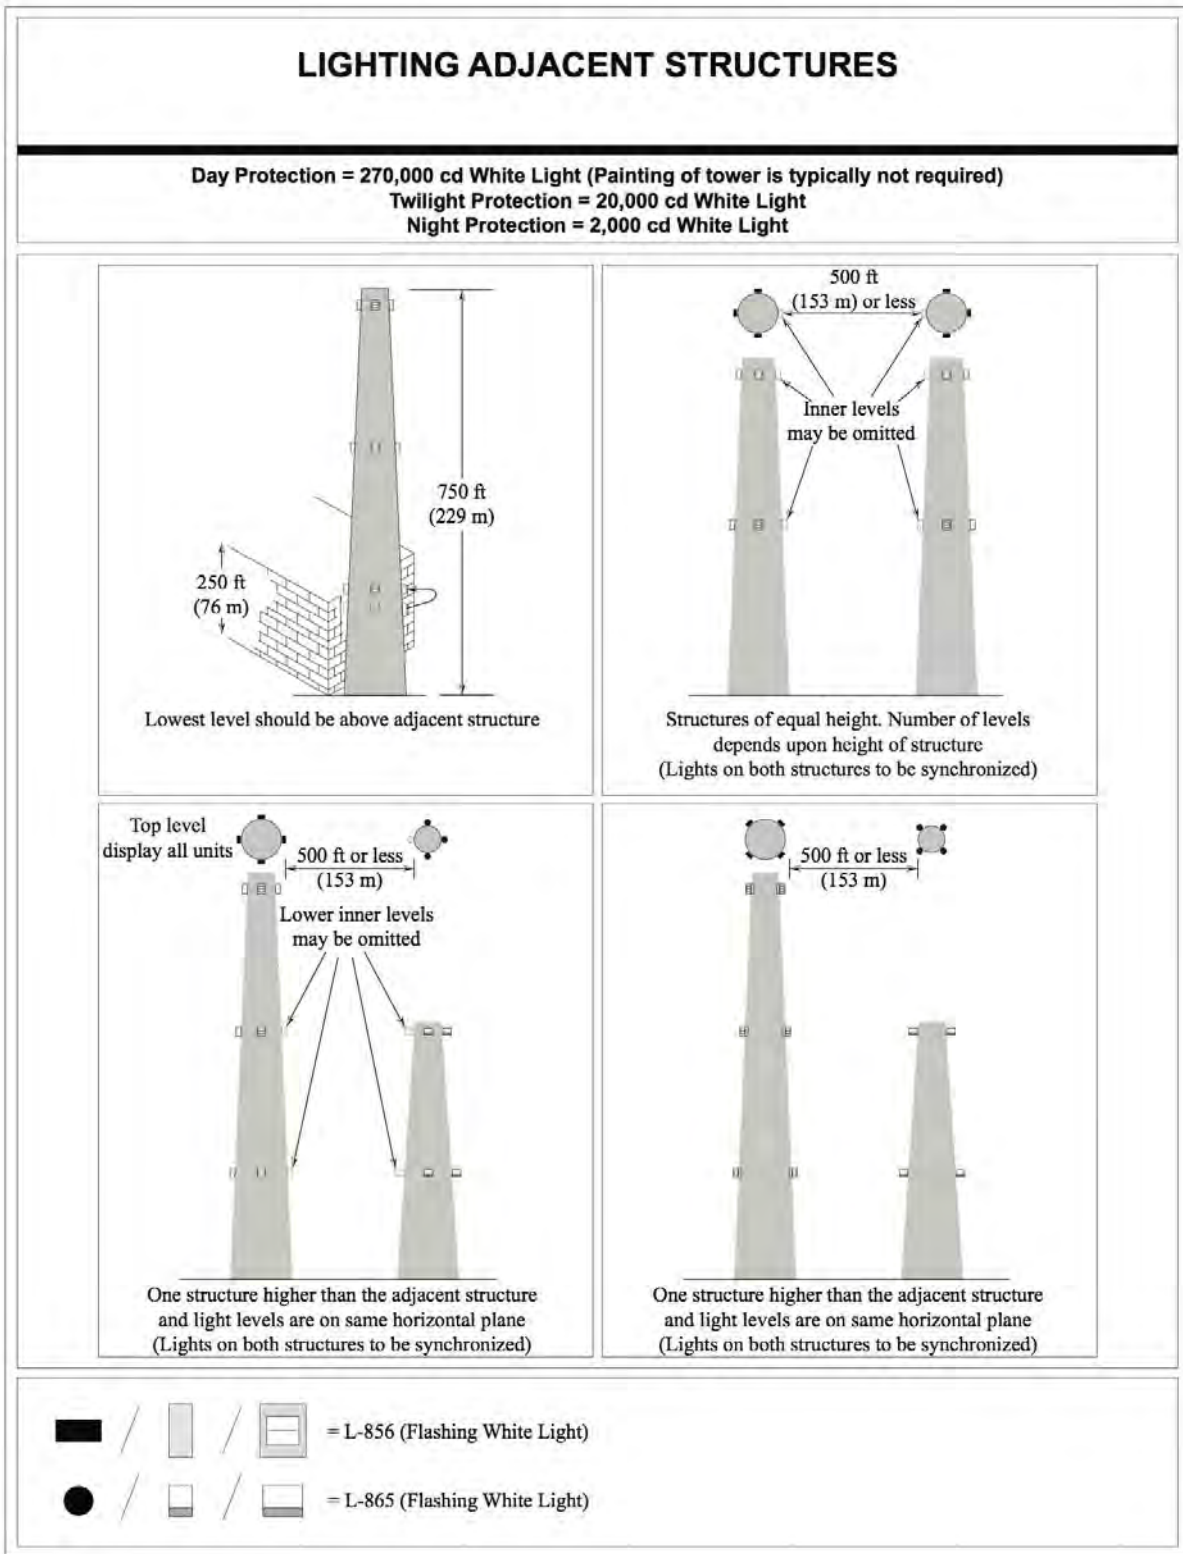 LIGHTING ADJACENT STRUCTURES
Day Protection = 270,000 cd White Light (Painting of tower is typically not required)
Twilight Protection = 20,000 cd White Light
Night Protection = 2,000 cd White Light
750 ft
(229 m)
250 ft
(76 m)
Lowest level should be above adjacent structure
500 ft
(153 m) or less
Inner levels
may be omitted
Structures of equal height. Number of levels
depends upon height of structure
(Lights on both structures to be synchronized)
Top level
display all units
500 ft or less
(153 m)
Lower inner levels
may be omitted
One structure higher than the adjacent structure
and light levels are on same horizontal plane
(Lights on both structures to be synchronized)
500 ft or less
(153 m)
One structure higher than the adjacent structure
and light levels are on same horizontal plane
(Lights on both structures to be synchronized)
= L-856 (Flashing White Light)
= L-865 (Flashing White Light)